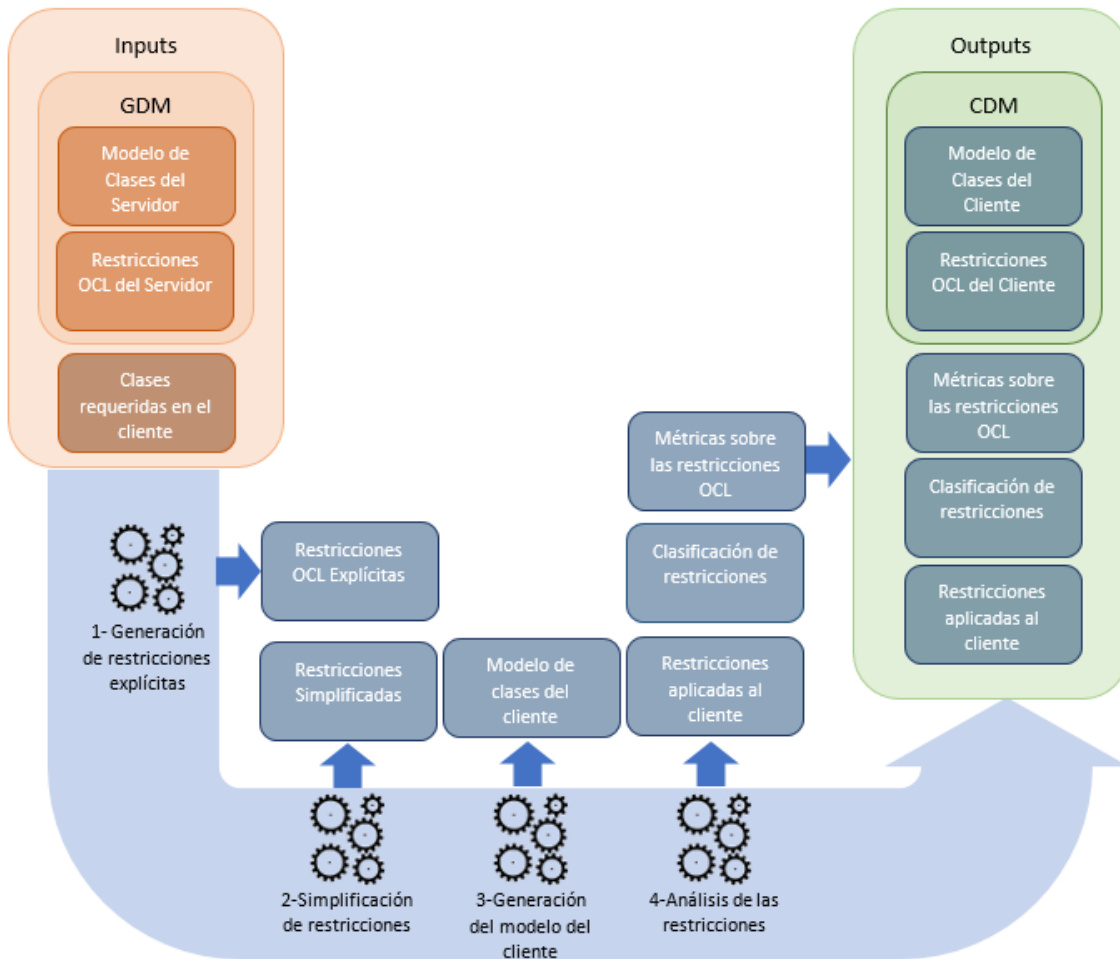 Inputs
GDM
Modelo de
Clases del
Servidor
Restricciones
OCL del Servidor
Clases
requeridas en el
cliente
1- Generación
de restricciones
explícitas
Restricciones
OCL Explícitas
Restricciones
Simplificadas
2-Simplificación
de restricciones
Modelo de
clases del
cliente
3-Generación
del modelo del
cliente
Métricas sobre
las restricciones
OCL
Clasificación de
restricciones
Restricciones
aplicadas al
cliente
4-Análisis de las
restricciones
Outputs
CDM
Modelo de
Clases del
Cliente
Restricciones
OCL del Cliente
Métricas sobre
las restricciones
OCL
Clasificación de
restricciones
Restricciones
aplicadas al
cliente